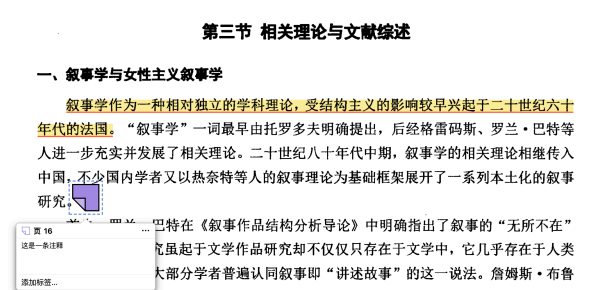 第三节 相关理论与文献综述
一、叙事学与女性主义叙事学
叙事学作为一种相对独立的学科理论，受结构主义的影响较早兴起于二十世纪六十
年代的法国。“叙事学”一词最早由托罗多夫明确提出，后经格雷码斯、罗兰·巴特等
人进一步充实并发展了相关理论。二十世纪八十年代中期，叙事学的相关理论相继传入
中国，不少国内学者又以热奈特等人的叙事理论为基础框架展开了一系列本土化的叙事
研究。
巴特在《叙事作品结构分析导论》中明确指出了叙事的“无所不在”
究虽起于文学作品研究却不仅仅只存在于文学中，它几乎存在于人类
大部分学者普遍认同叙事即“讲述故事”的这一说法。詹姆斯·布鲁
页 16
...
这是一条注释
添加标签...